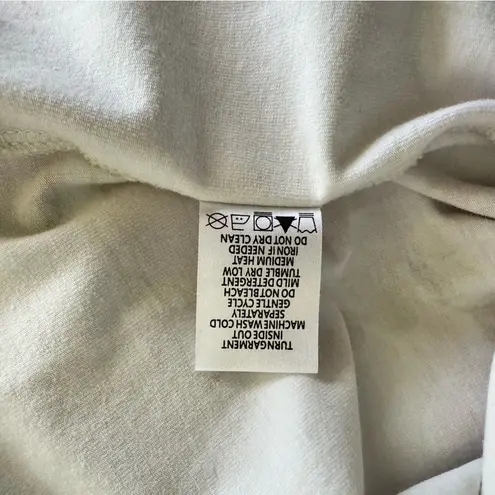 TURNGARMENT
INSIDE OUT
MACHINE WASH COLD
SEPARATELY
GENTLE CYCLE
DO NOT BLEACH
MILD DETERGENT
TUMBLE DRY LOW
MEDIUM HEAT
IRON IF NEEDED
DO NOT DRY CLEAN